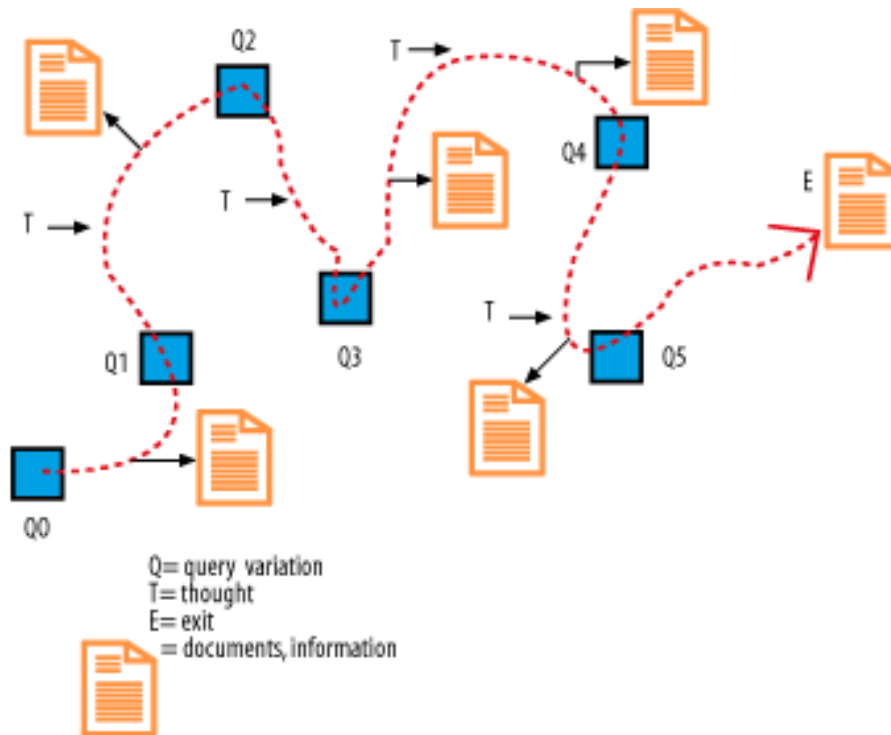 Q2
T
T
Q4
E
T
T
Q1
Q3
T
Q5
Q0
Q= query variation
T= thought
E= exit
= documents, information